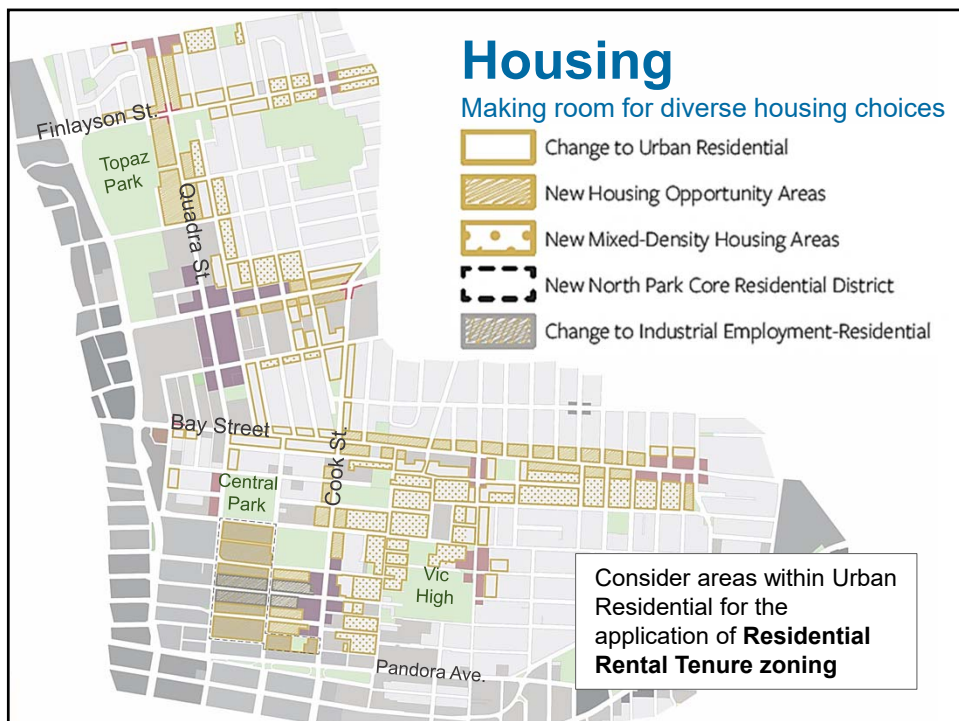 Housing
Making room for diverse housing choices
Change to Urban Residential
New Housing Opportunity Areas
New Mixed-Density Housing Areas
New North Park Core Residential District
Change to Industrial Employment-Residential
Finlayson St.
Topaz
Park
Quadra St.
Bay Street
Cook St.
Central
Park
Vic
High
Pandora Ave.
Consider areas within Urban
Residential for the
application of Residential
Rental Tenure zoning